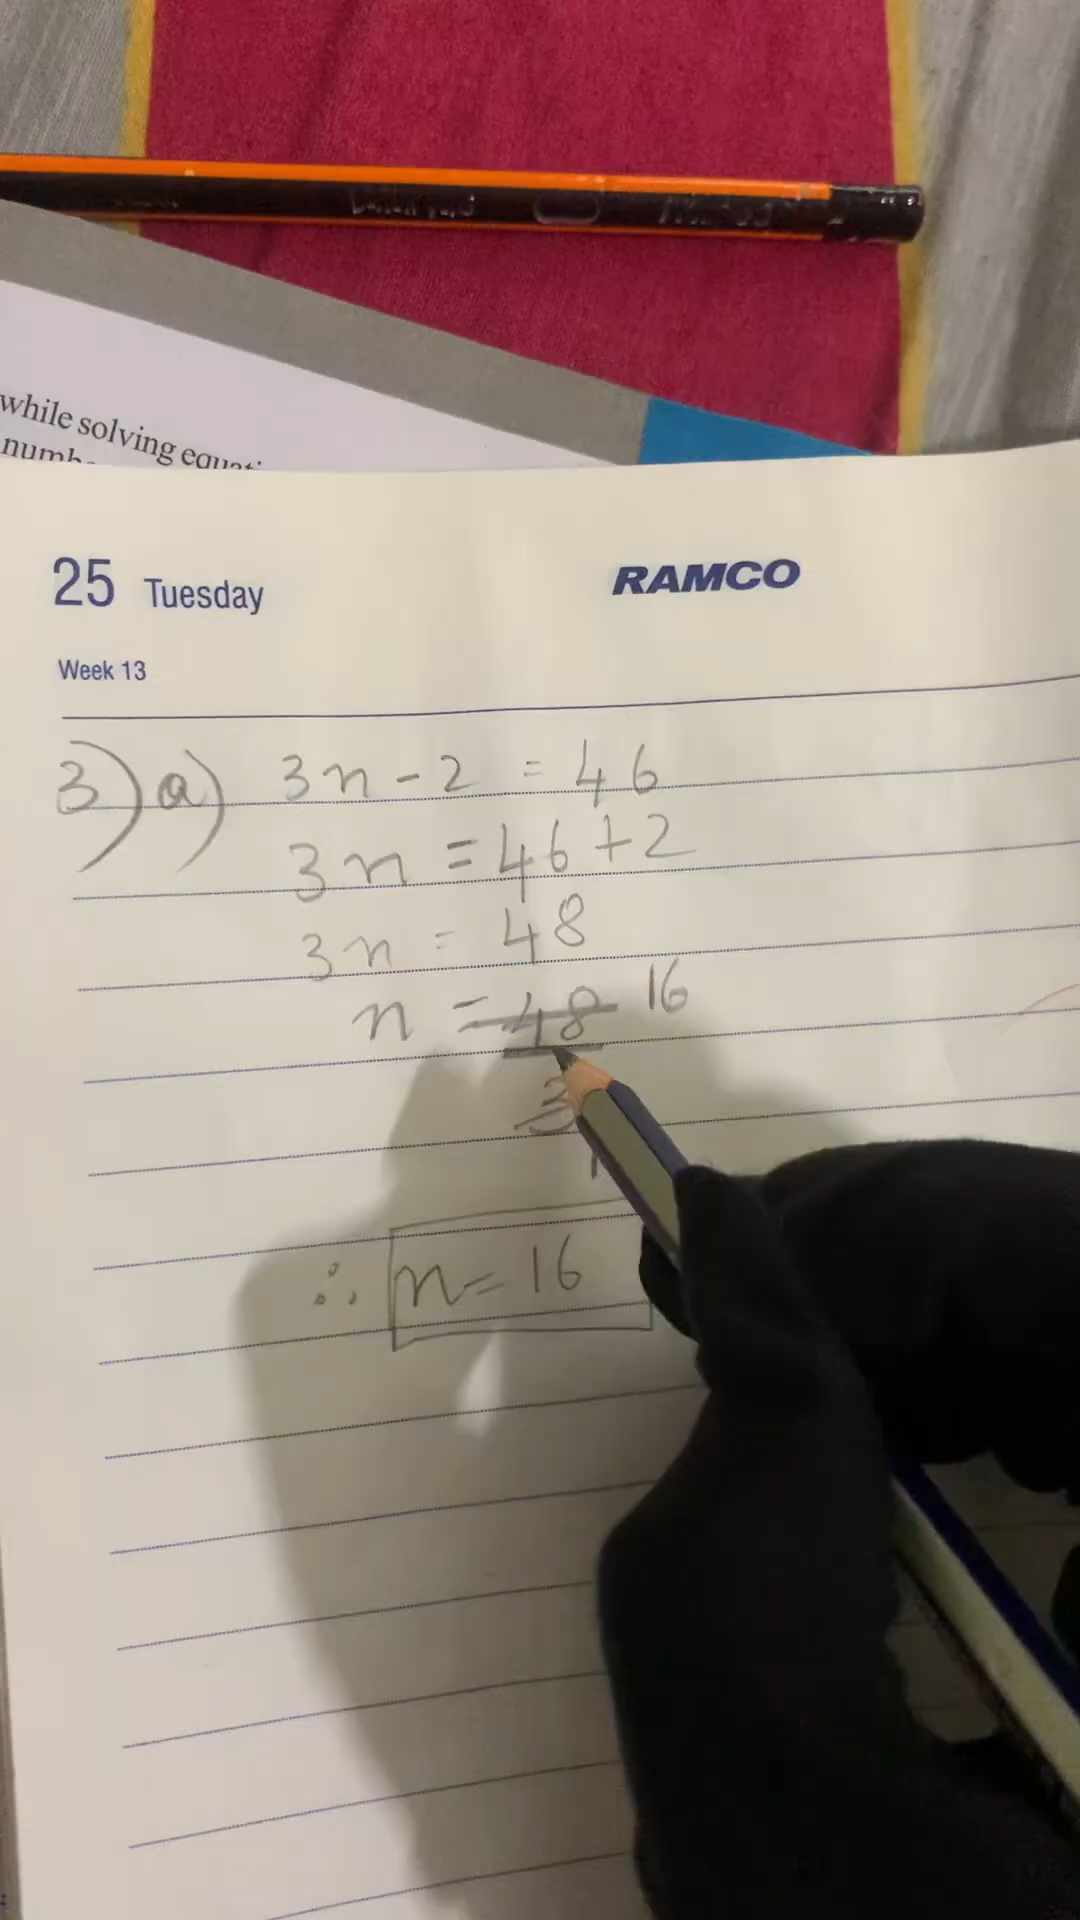 while solving
25 Tuesday
RAMCO
Week 13
3) a) 3n - 2 = 46
3n = 46 + 2
3n = 48
n = 48 16
3
1
∴ n = 16